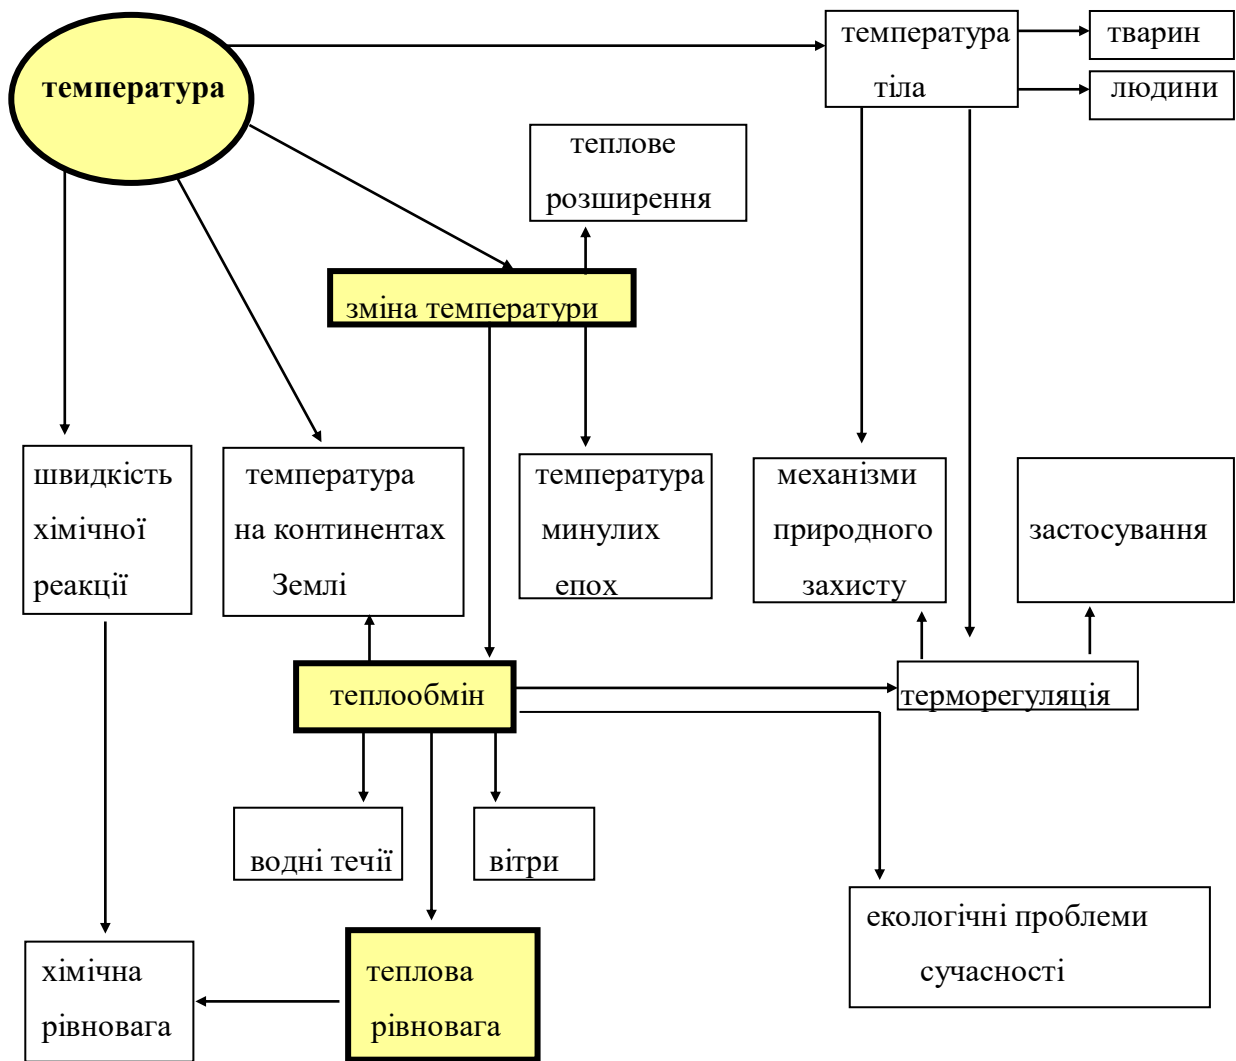 температура
температура
тіла
тварин
людини
теплове
розширення
зміна температури
швидкість
хімічної
реакції
температура
на континентах
Землі
температура
минулих
епох
механізми
природного
захисту
застосування
теплообмін
терморегуляція
водні течії
вітри
екологічні проблеми
сучасності
хімічна
рівновага
теплова
рівновага